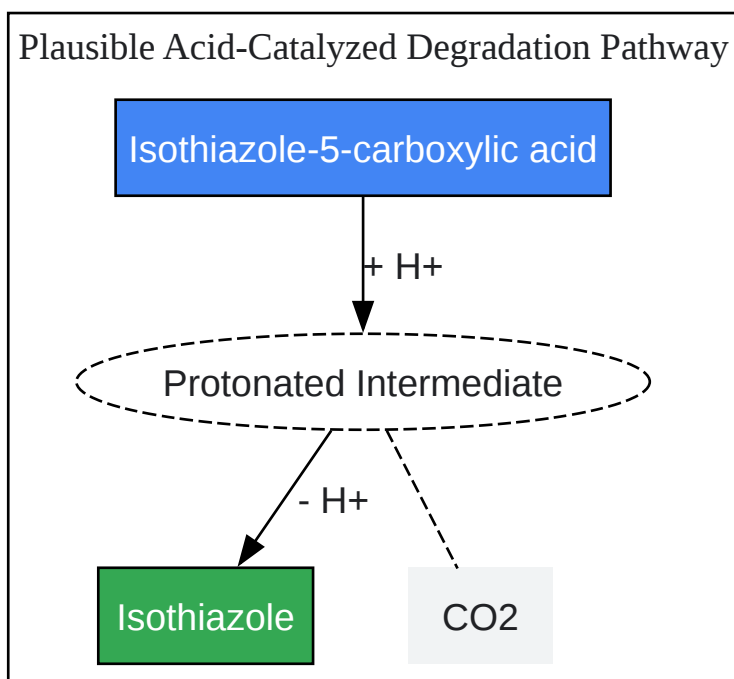 Plausible Acid-Catalyzed Degradation Pathway
Isothiazole-5-carboxylic acid
+ H+
Protonated Intermediate
- H+
Isothiazole
CO2